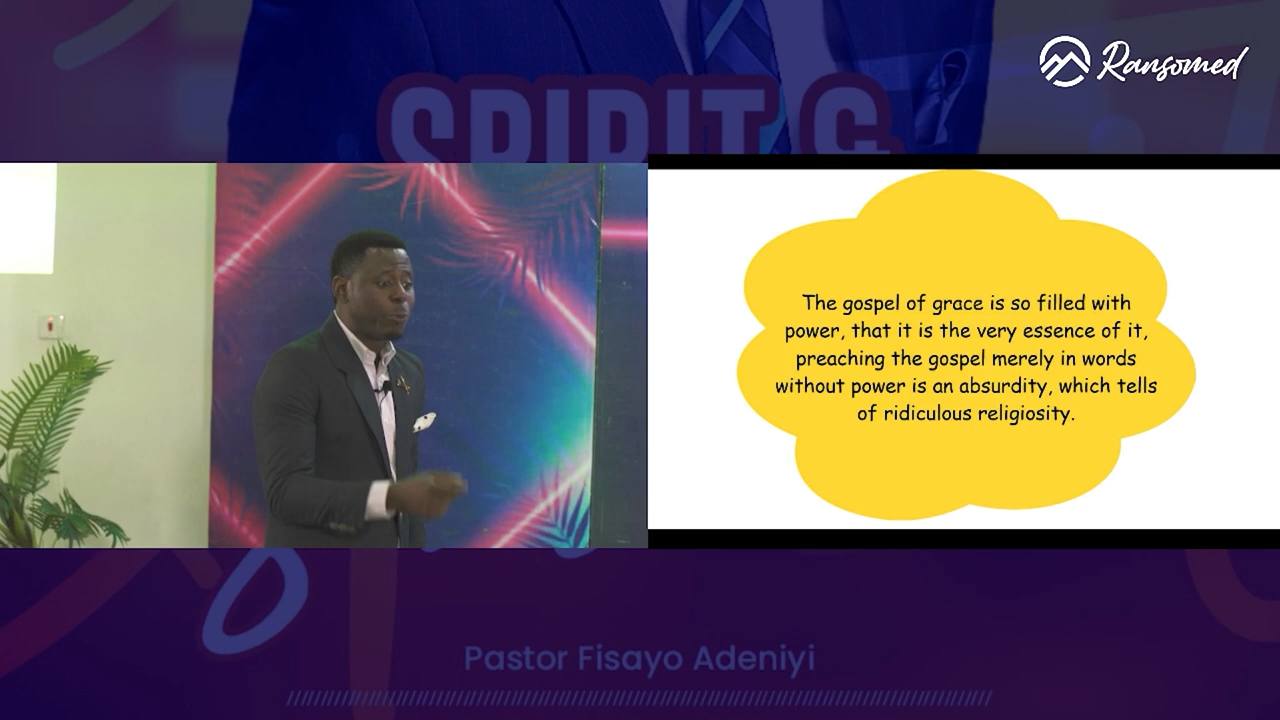 Ransomed
SPIRIT
The gospel of grace is so filled with
power, that it is the very essence of it,
preaching the gospel merely in words
without power is an absurdity, which tells
of ridiculous religiosity.
Pastor Fisayo Adeniyi